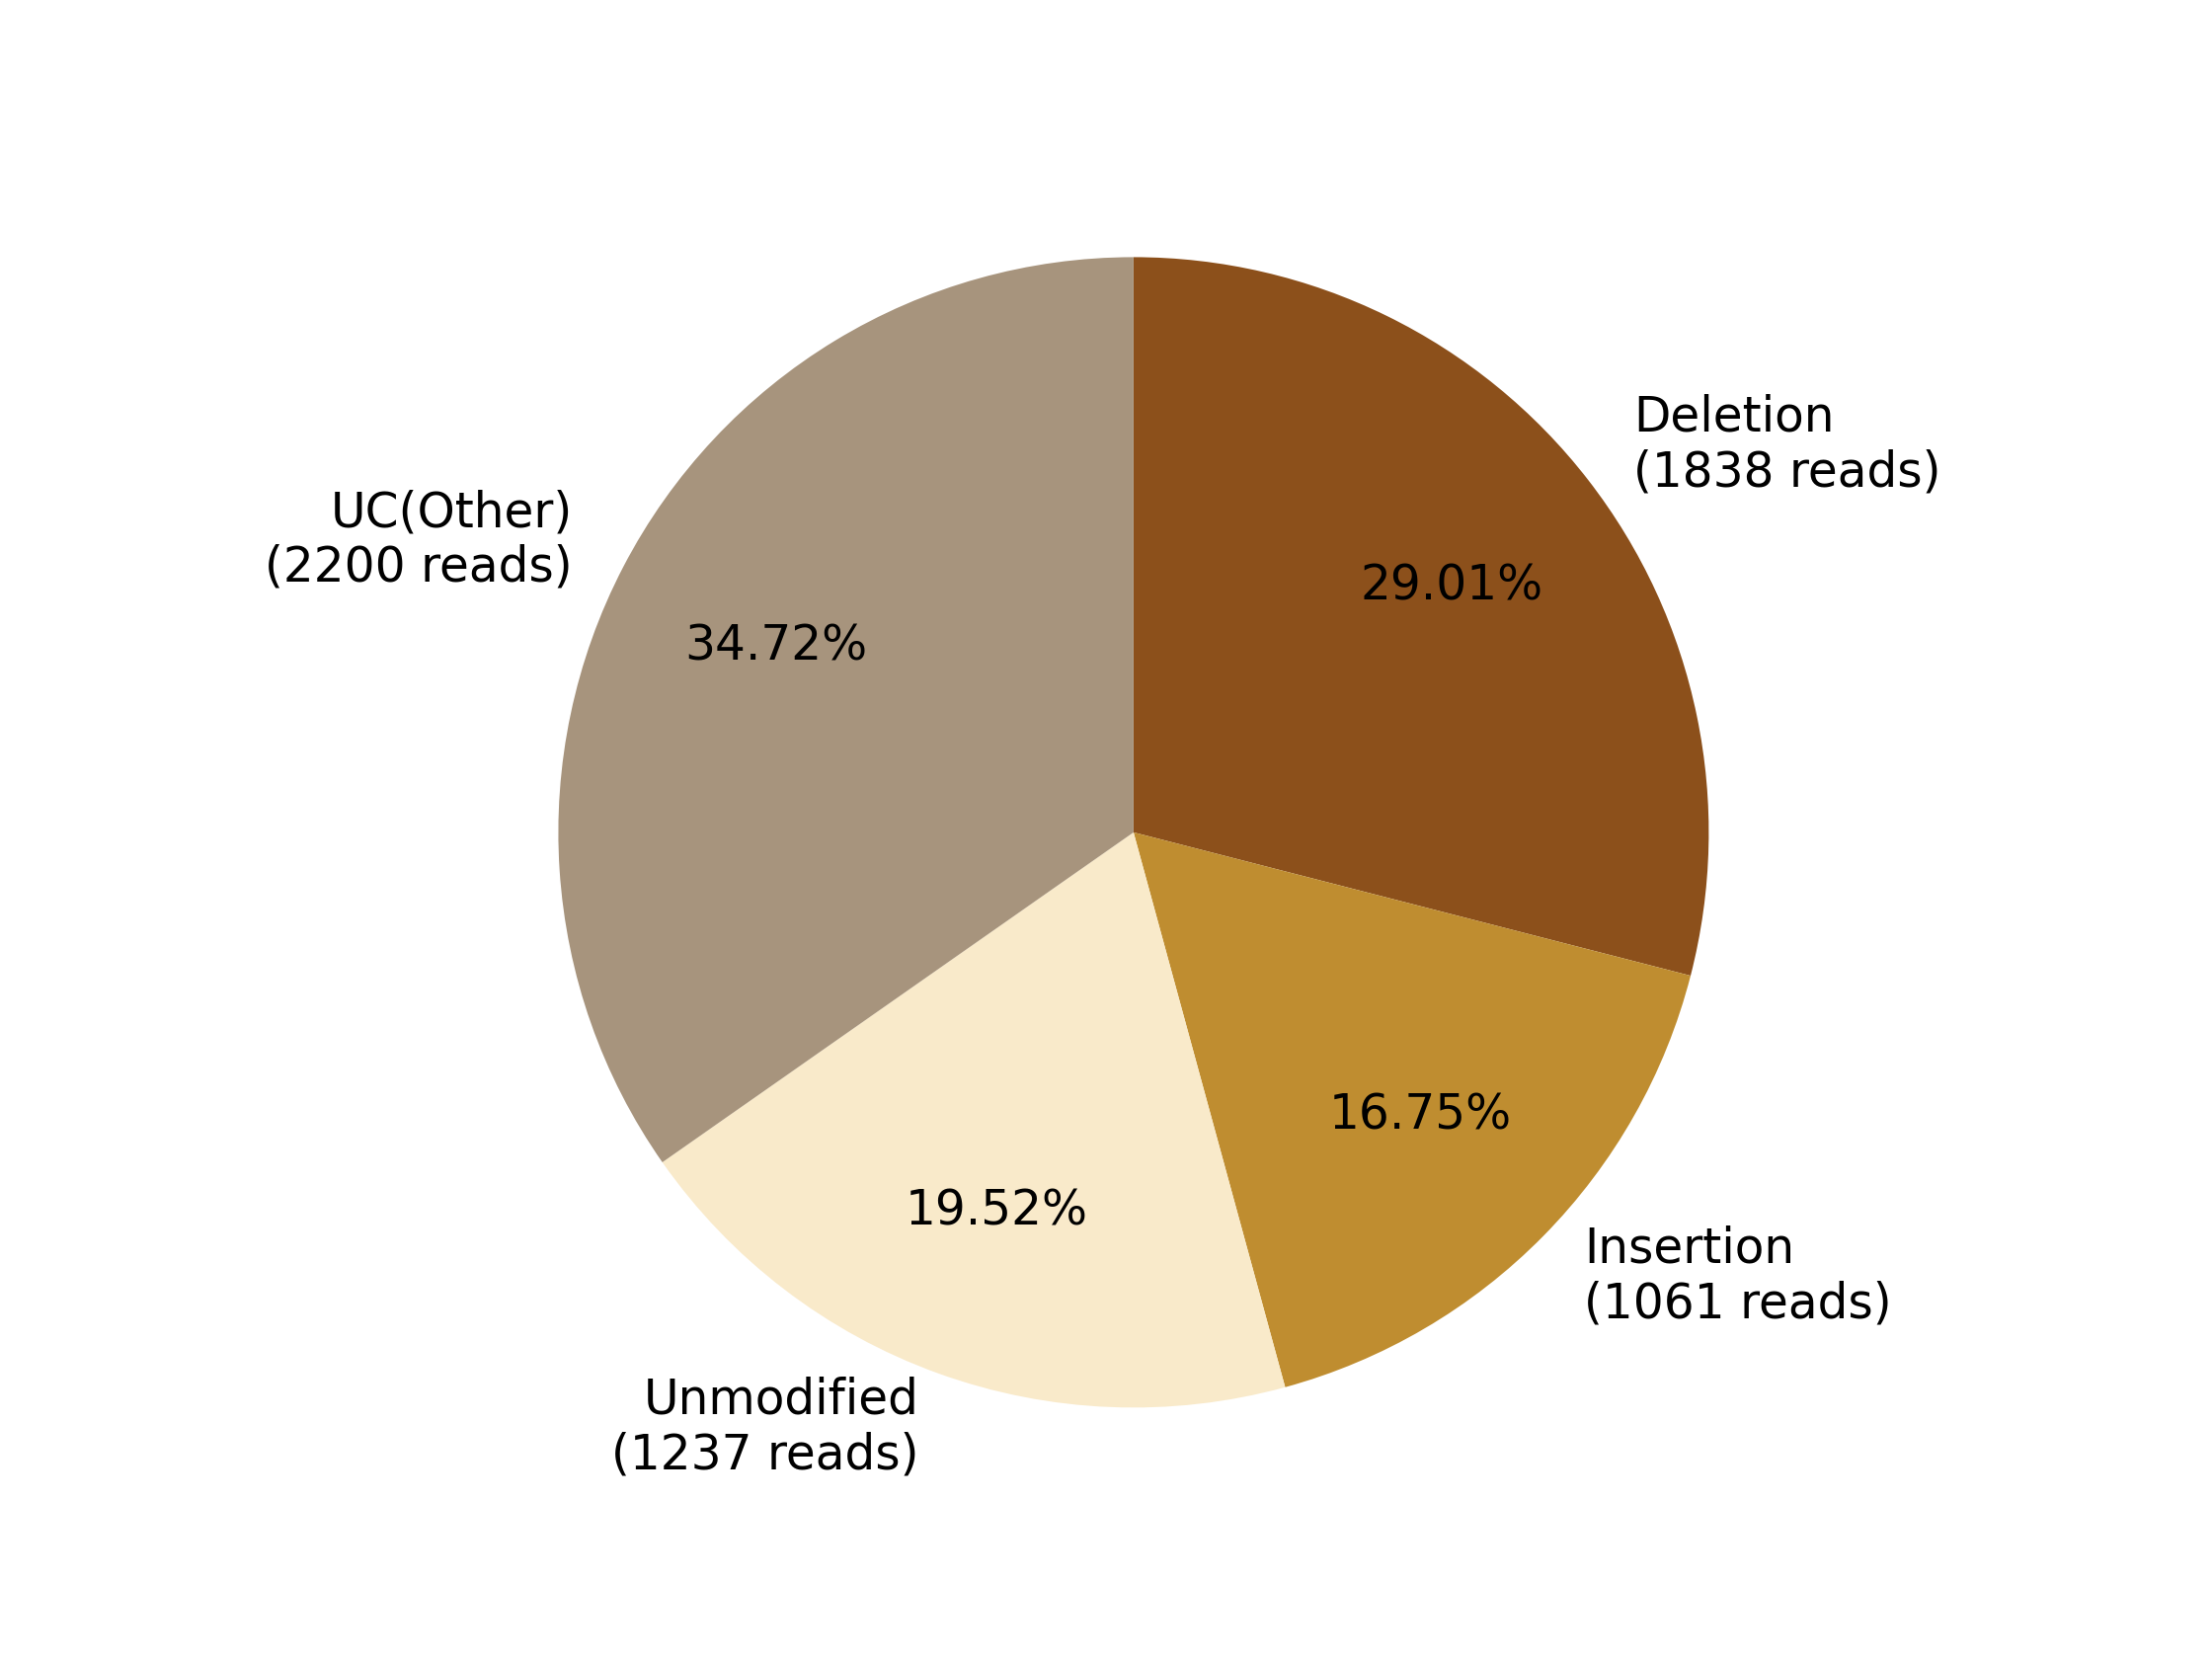 Deletion
(1838 reads)
29.01%
UC(Other)
(2200 reads)
34.72%
16.75%
19.52%
Insertion
(1061 reads)
Unmodified
(1237 reads)